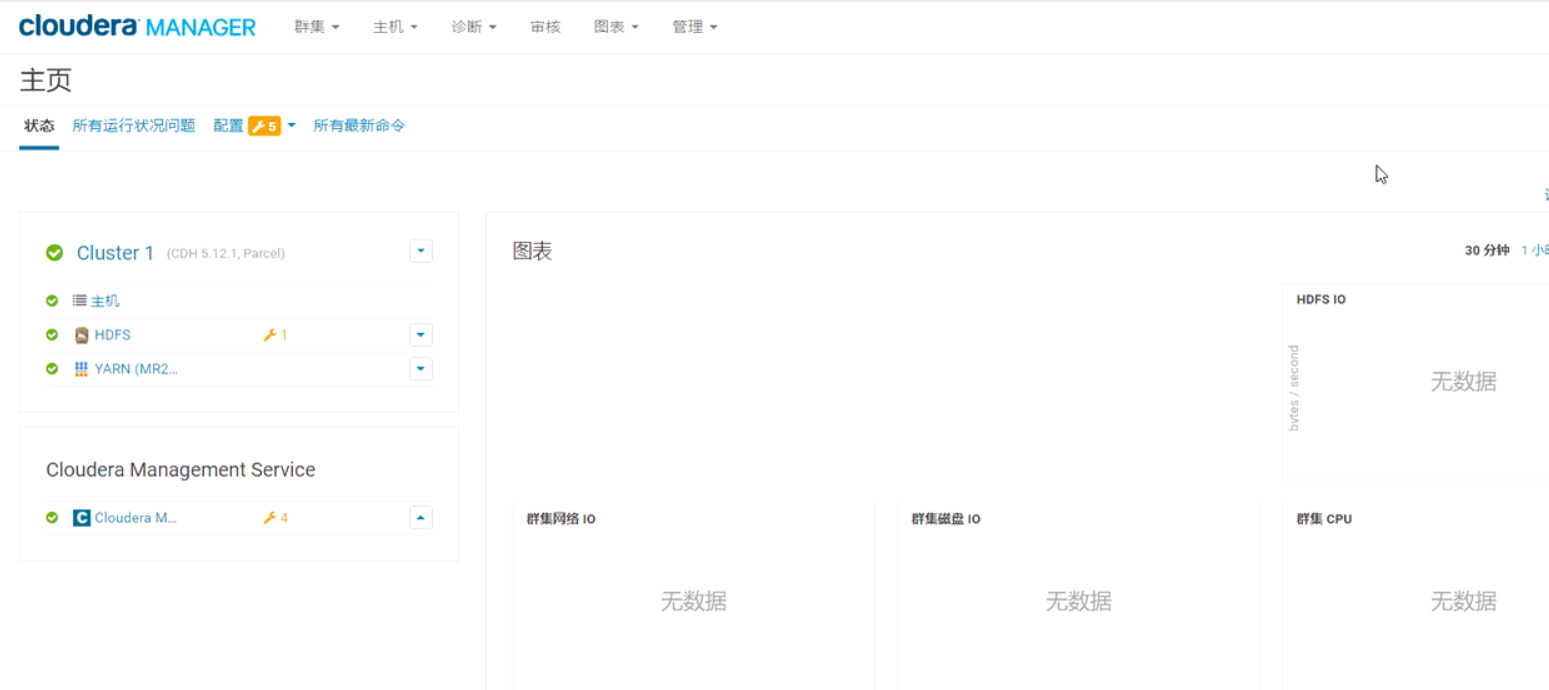 cloudera MANAGER 群集 主机 诊断 审核 图表 管理
主页
状态 所有运行状况问题 配置 5 所有最新命令
Cluster 1 (CDH 5.12.1, Parcel)
主机
HDFS 1
YARN (MR2...
Cloudera Management Service
C Cloudera M... 4
图表
30 分钟 1 小时
HDFS IO
bytes / second
无数据
群集网络 IO
无数据
群集磁盘 IO
无数据
群集 CPU
无数据